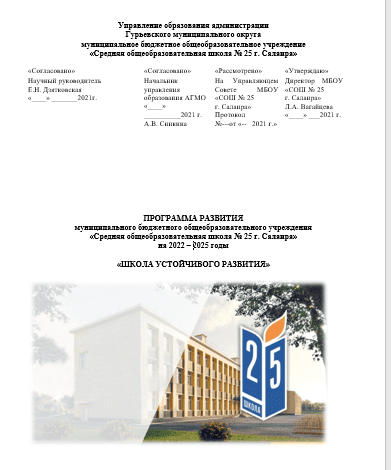 Управление образования администрации
Гурьевского муниципального округа
муниципальное бюджетное общеобразовательное учреждение
«Средняя общеобразовательная школа № 25 г. Салаира»
«Согласовано»
Научный руководитель
Е.Н. Дзятковская
«____» ________2021г.
«Согласовано»
Начальник
управления
образования АГМО
«____»
__________2021 г.
А.В. Сипкина
«Рассмотрено»
На Управляющем
Совете МБОУ
«СОШ № 25
г. Салаира»
Протокол
№---от «-- 2021 г.»
«Утверждаю»
Директор МБОУ
«СОШ № 25
г. Салаира»
Л.А. Вагайцева
«____» ___2021 г.
ПРОГРАММА РАЗВИТИЯ
муниципального бюджетного общеобразовательного учреждения
«Средняя общеобразовательная школа № 25 г. Салаира»
на 2022 – 2025 годы
«ШКОЛА УСТОЙЧИВОГО РАЗВИТИЯ»
25
ШКОЛА